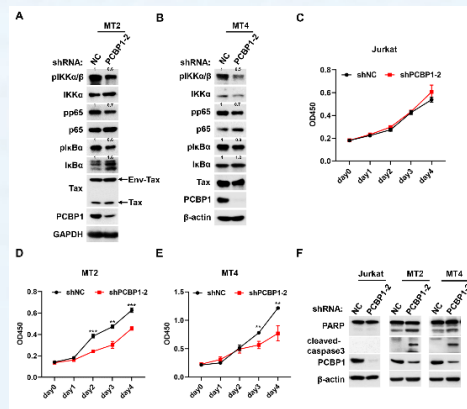 A
MT2
shRNA: NC PCBP1-2
pIKKα/β
IKKα
pp65
p65
pIκBα
IκBα
Tax
Env-Tax
Tax
PCBP1
GAPDH
B
MT4
shRNA: NC PCBP1-2
pIKKα/β
IKKα
pp65
p65
pIκBα
IκBα
Tax
PCBP1
β-actin
C
Jurkat
shNC shPCBP1-2
OD450
1.0
0.8
0.6
0.4
0.2
0.0
day0 day1 day2 day3 day4
D
MT2
shNC
shPCBP1-2
OD450
0.8
0.6
0.4
0.2
0.0
*** ** ***
day0 day1 day2 day3 day4
E
MT4
shNC
shPCBP1-2
OD450
1.5
1.0
0.5
0.0
** **
day0 day1 day2 day3 day4
F
Jurkat MT2 MT4
shRNA: NC PCBP1-2 NC PCBP1-2 NC PCBP1-2
PARP
cleaved-
caspase3
PCBP1
β-actin